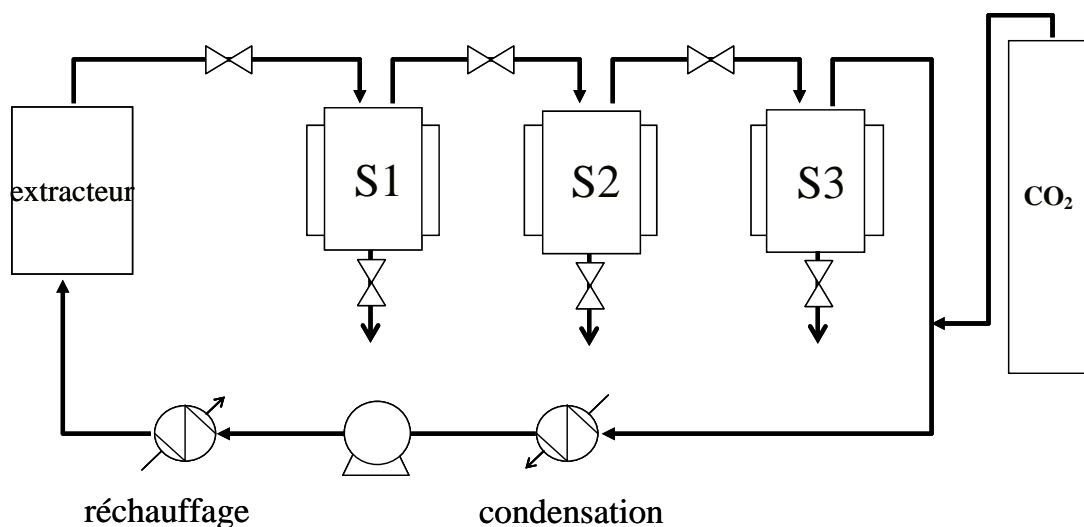 extracteur
S1
S2
S3
CO₂
réchauffage
condensation